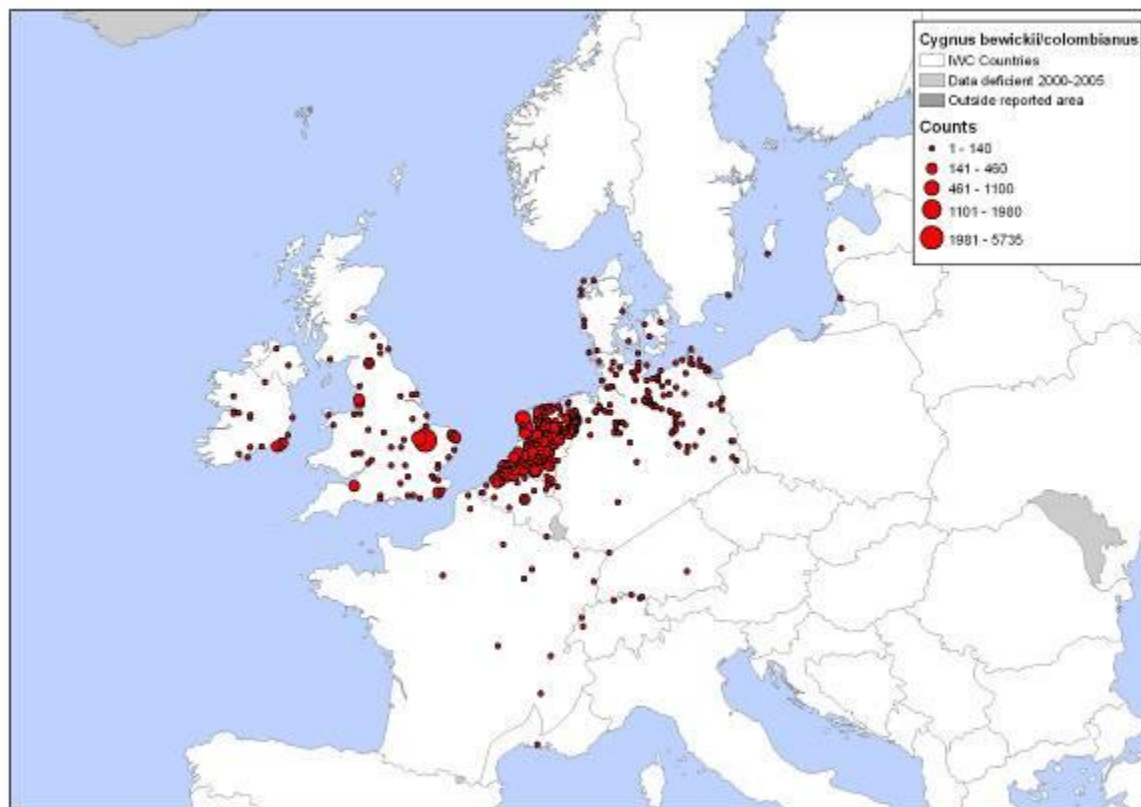 Cygnus bewickii/colombianus
IWC Countries
Data deficient 2000-2005
Outside reported area
Counts
1 - 140
141 - 460
461 - 1100
1101 - 1980
1981 - 5735